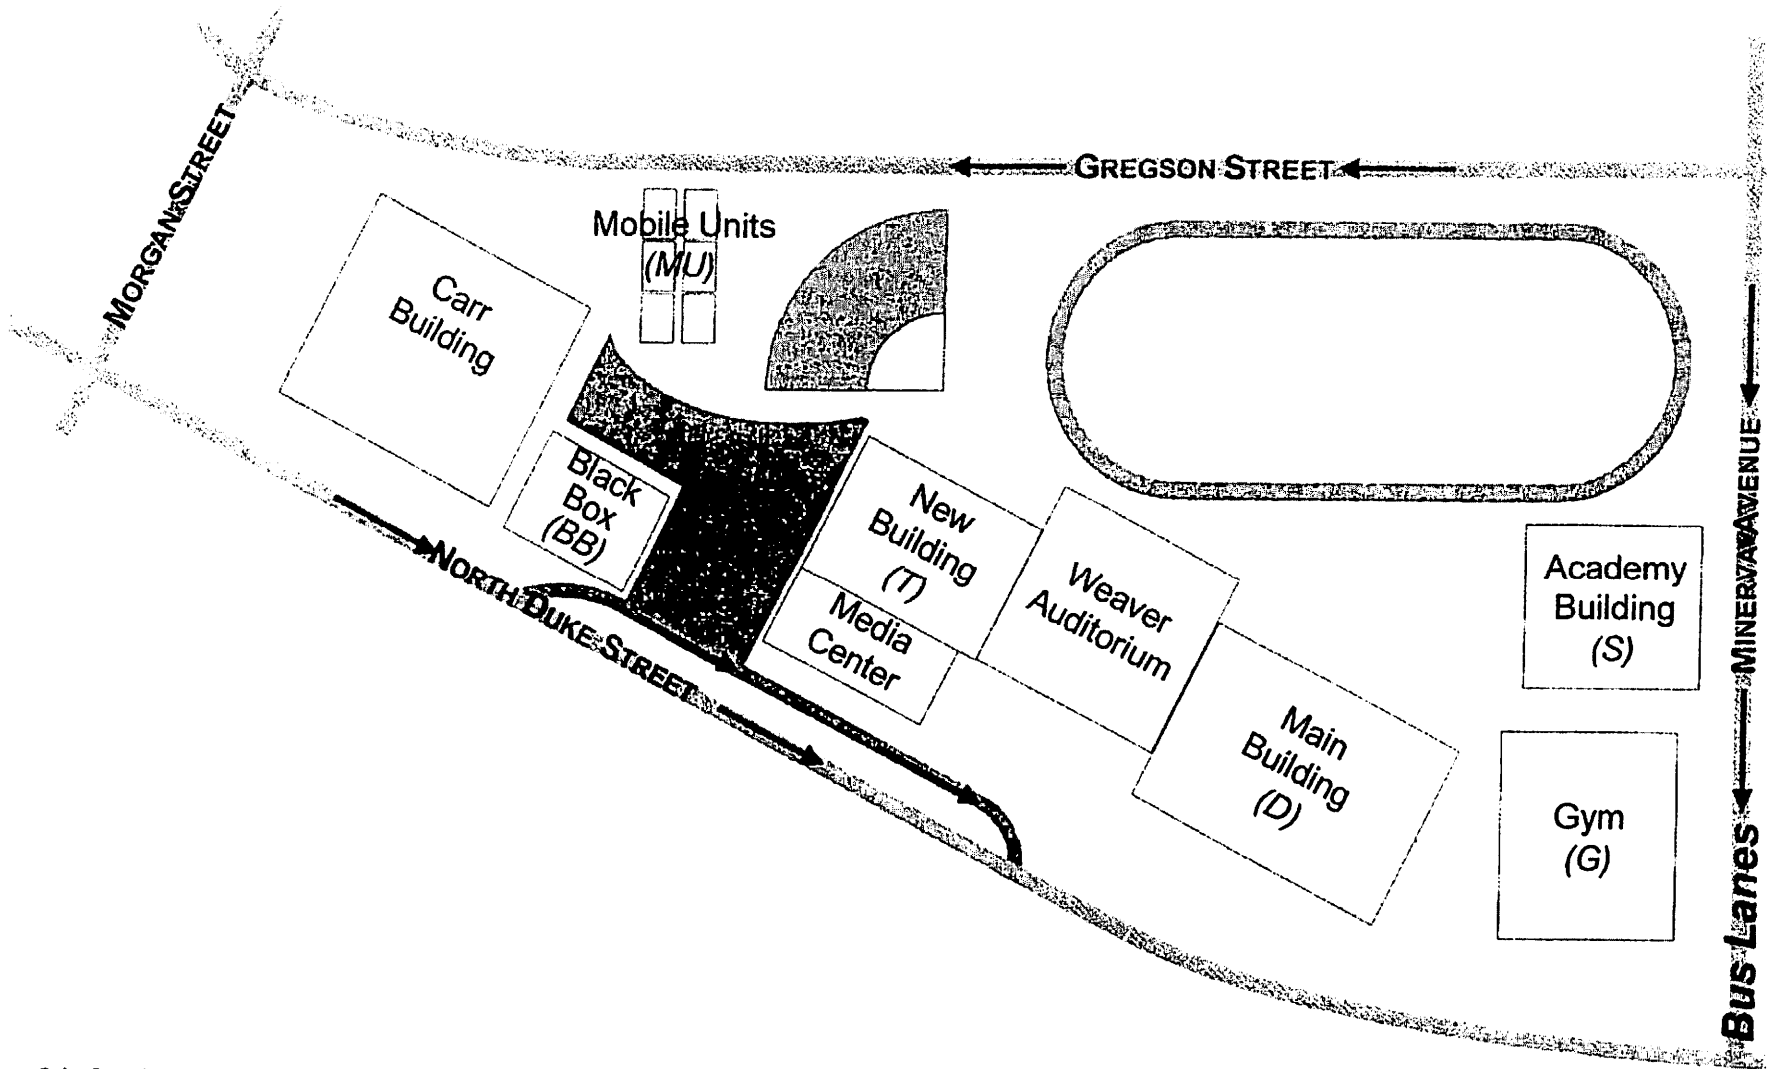 MORGAN STREET
GREGSON STREET
Mobile Units
(MU)
Carr
Building
Black
Box
(BB)
NORTH DUKE STREET
New
Building
(T)
Media
Center
Weaver
Auditorium
Main
Building
(D)
Academy
Building
(S)
Gym
(G)
MINERVA AVENUE
Bus Lanes